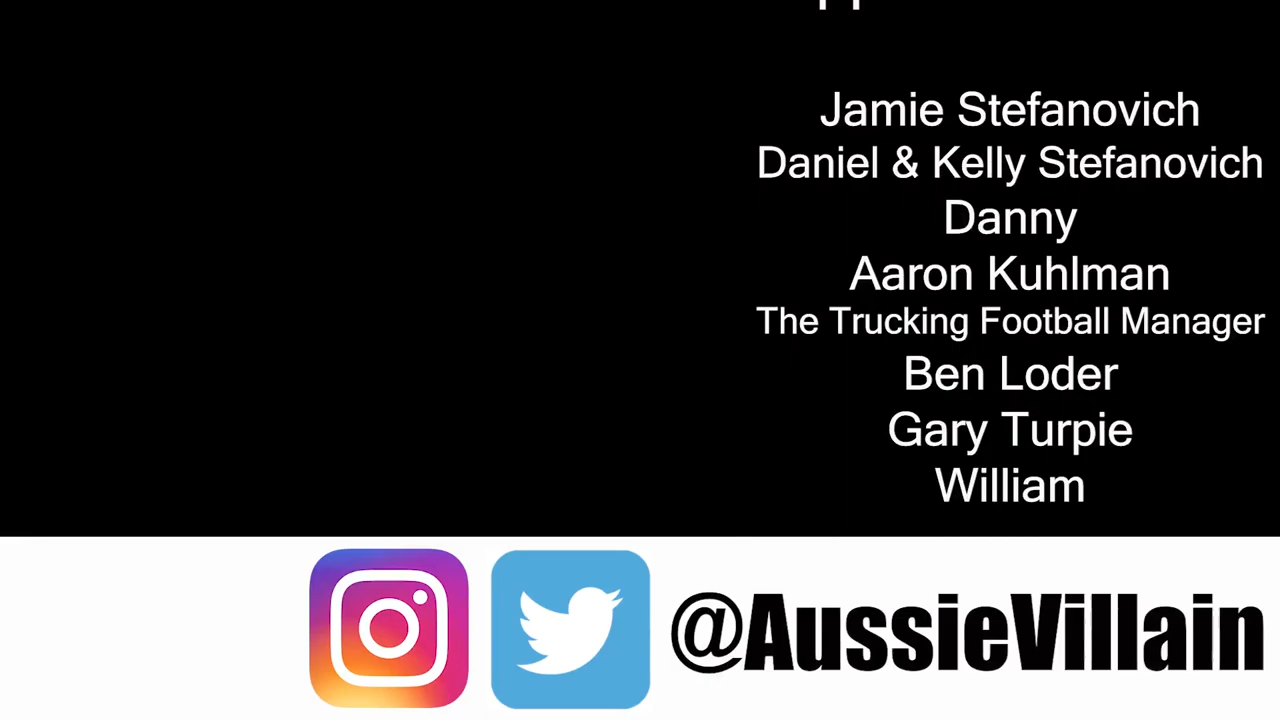 Jamie Stefanovich
Daniel & Kelly Stefanovich
Danny
Aaron Kuhlman
The Trucking Football Manager
Ben Loder
Gary Turpie
William
@AussieVillain